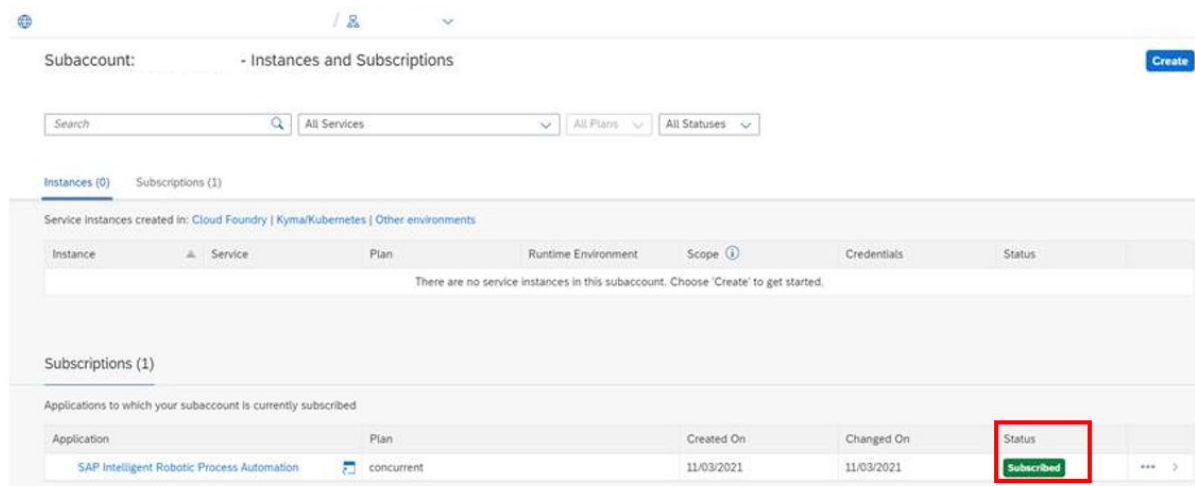 /
Subaccount: - Instances and Subscriptions
Create
Search All Services All Plans All Statuses
Instances (0) Subscriptions (1)
Service instances created in: Cloud Foundry | Kyma/Kubernetes | Other environments
Instance Service Plan Runtime Environment Scope Credentials Status
There are no service instances in this subaccount. Choose 'Create' to get started.
Subscriptions (1)
Applications to which your subaccount is currently subscribed
Application Plan Created On Changed On Status
SAP Intelligent Robotic Process Automation concurrent 11/03/2021 11/03/2021 Subscribed